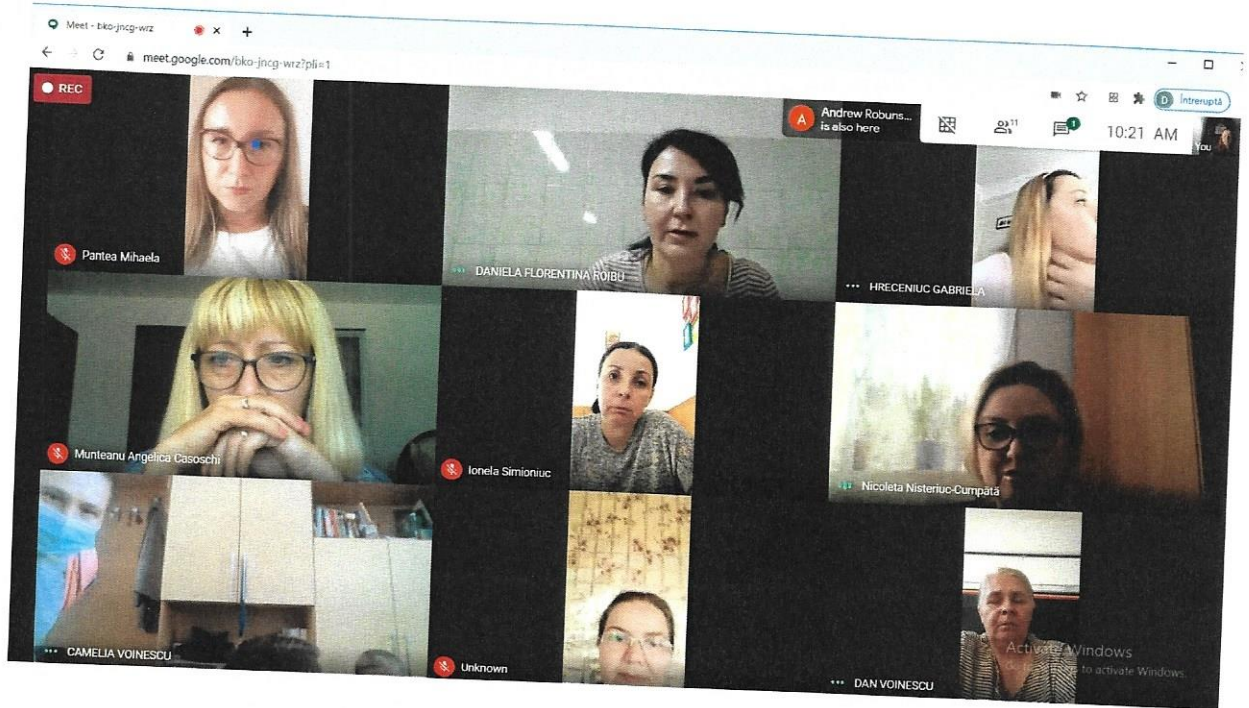 Meet - bko-jncg-wrz
meet.google.com/bko-jncg-wrz?pli=1
D Întreruptă
REC
A Andrew Robuns...
is also here
11
1
10:21 AM
You
Pantea Mihaela
DANIELA FLORENTINA ROIBU
HRECENIUC GABRIELA
Munteanu Angelica Casoschi
Ionela Simioniuc
Nicoleta Nisteriuc-Cumpătă
CAMELIA VOINESCU
Unknown
DAN VOINESCU
Activate Windows
to activate Windows.